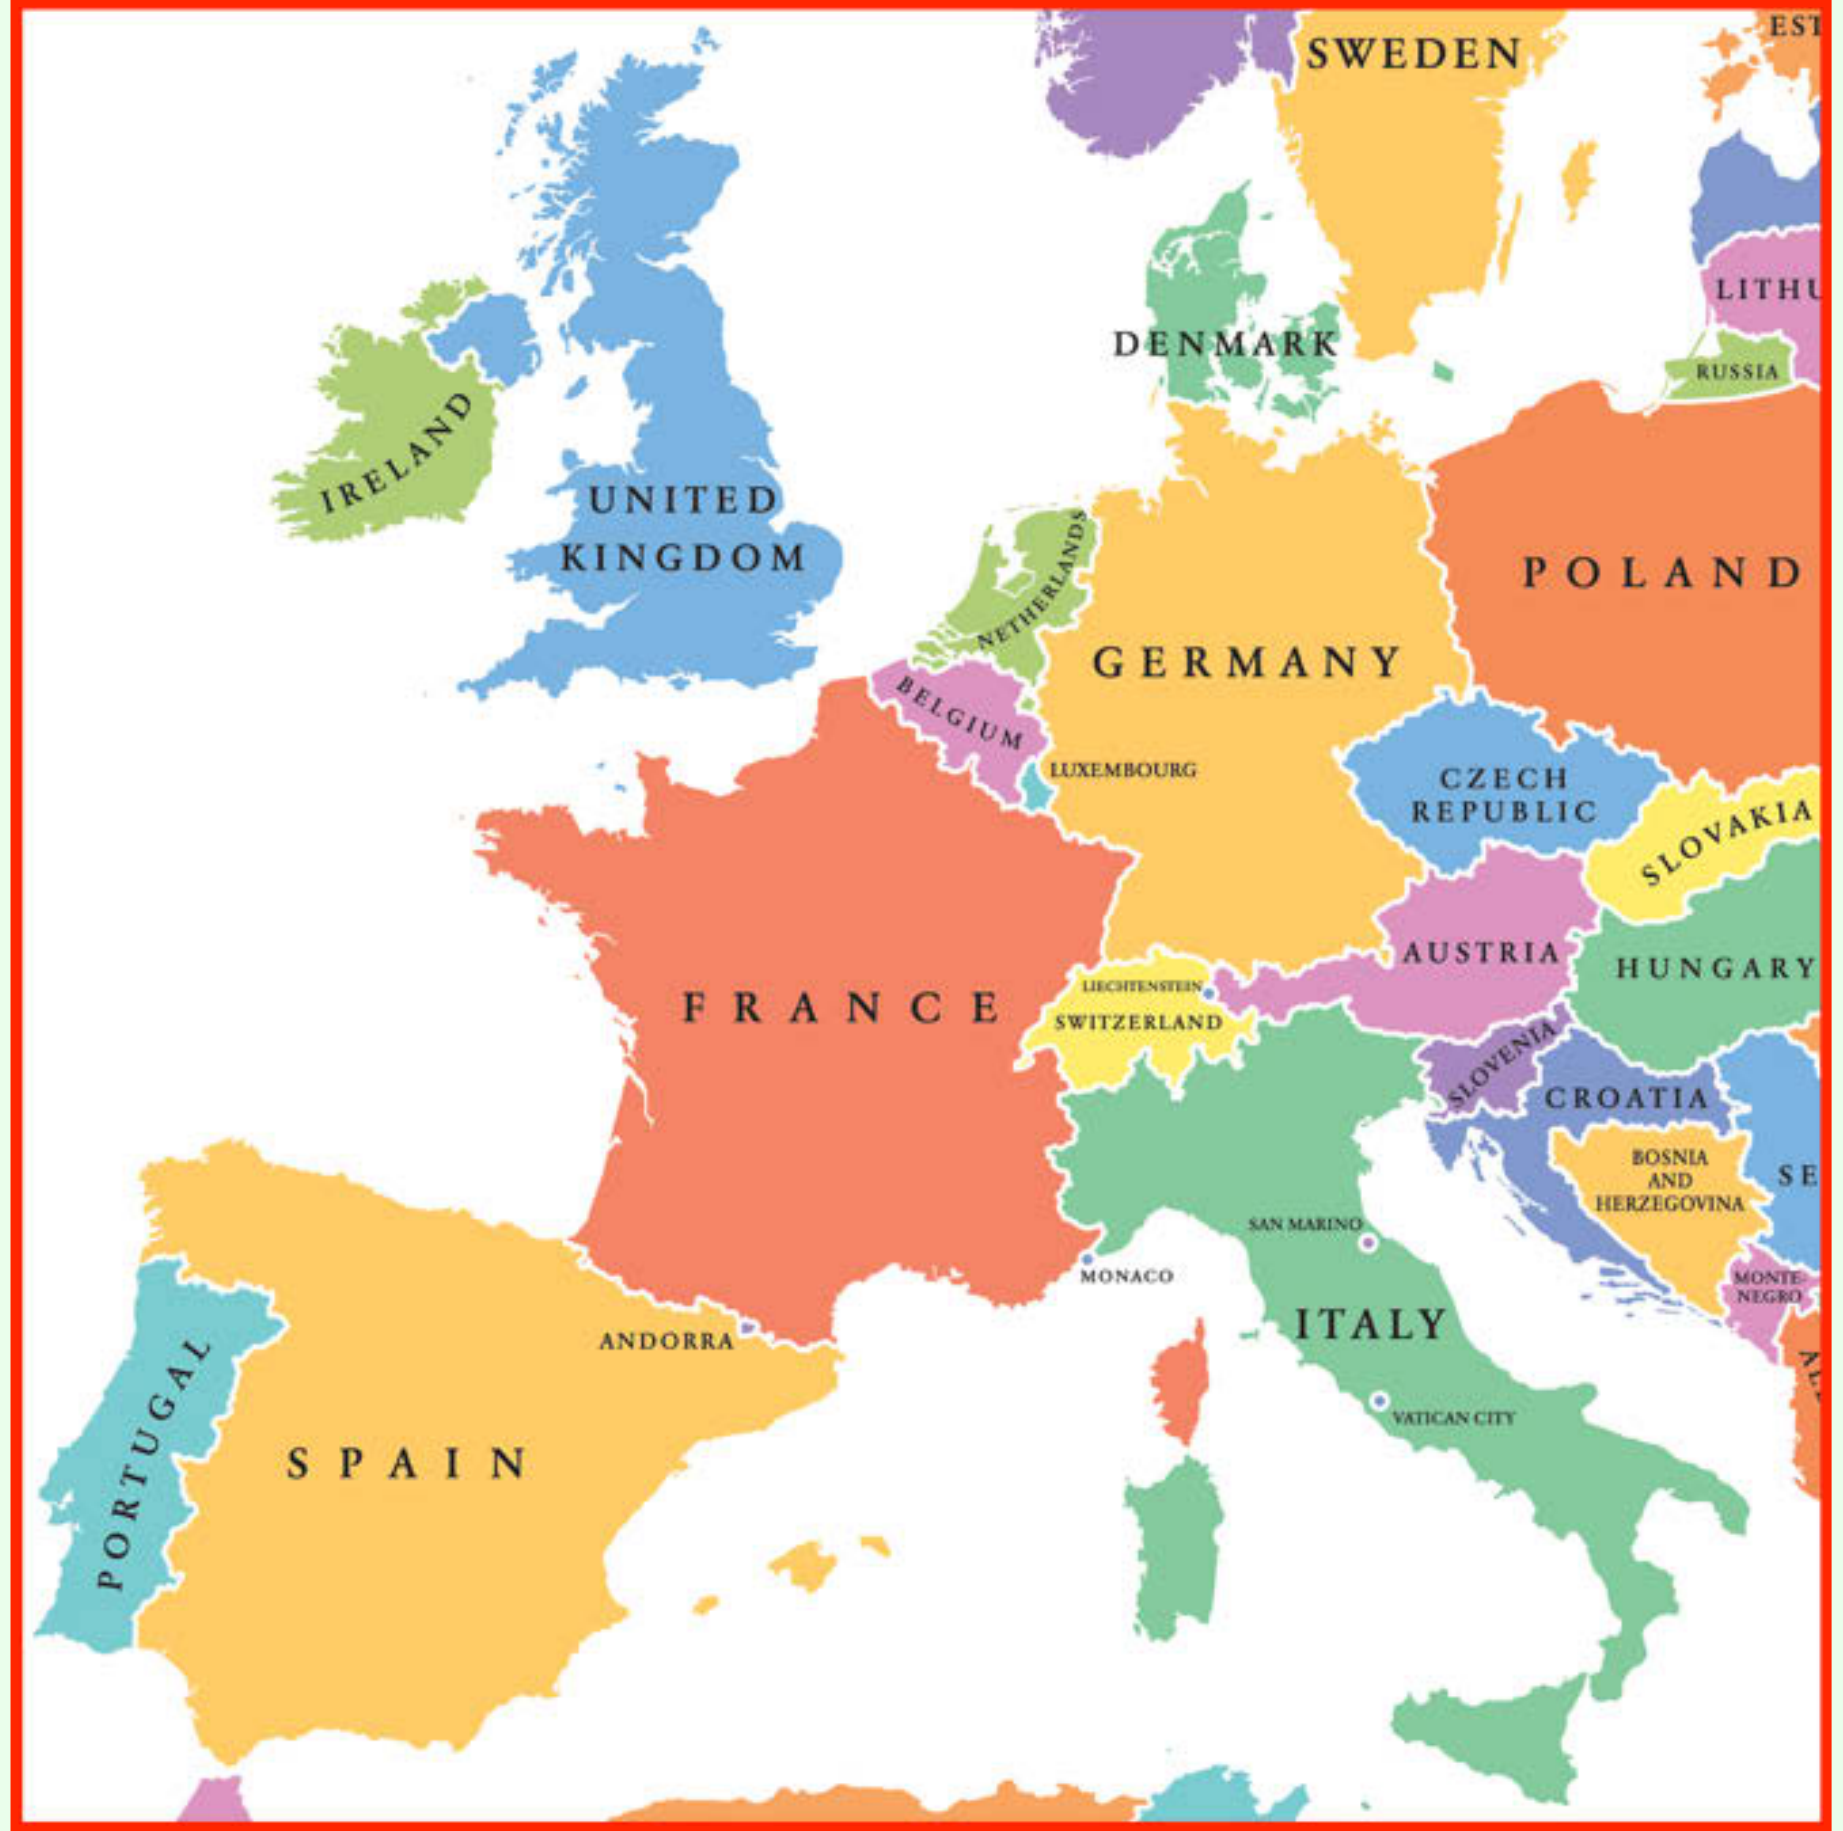 SWEDEN
EST
LITHU
DENMARK
RUSSIA
IRELAND
UNITED
KINGDOM
NETHERLANDS
POLAND
GERMANY
BELGIUM
LUXEMBOURG
CZECH
REPUBLIC
SLOVAKIA
AUSTRIA
HUNGARY
LIECHTENSTEIN
FRANCE
SWITZERLAND
SLOVENIA
CROATIA
BOSNIA
AND
HERZEGOVINA
SE
SAN MARINO
MONACO
MONTE-
NEGRO
ITALY
ANDORRA
PORTUGAL
VATICAN CITY
SPAIN